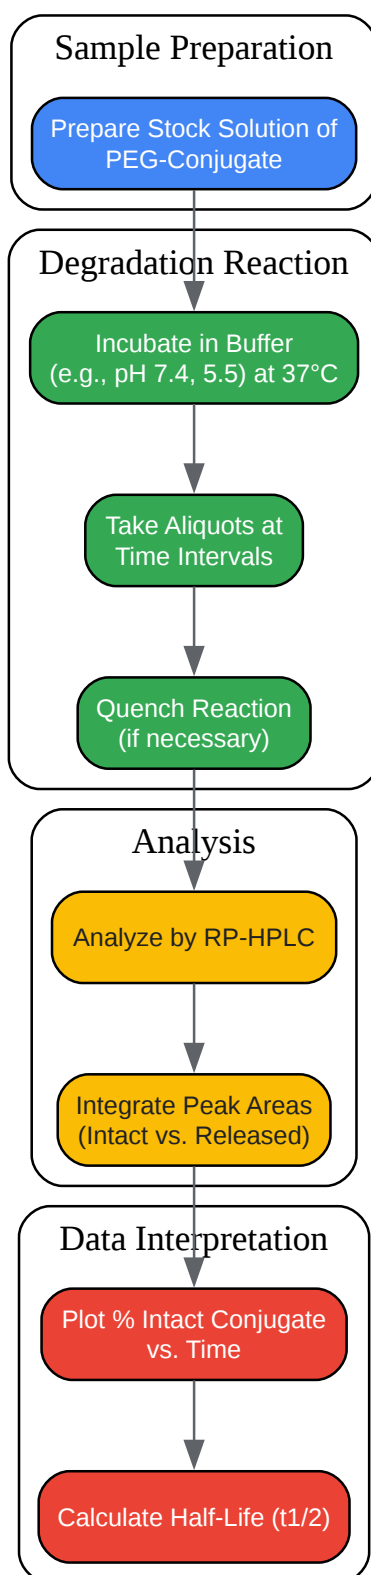 Sample Preparation
Prepare Stock Solution of
PEG-Conjugate
Degradation Reaction
Incubate in Buffer
(e.g., pH 7.4, 5.5) at 37°C
Take Aliquots at
Time Intervals
Quench Reaction
(if necessary)
Analysis
Analyze by RP-HPLC
Integrate Peak Areas
(Intact vs. Released)
Data Interpretation
Plot % Intact Conjugate
vs. Time
Calculate Half-Life (t1/2)